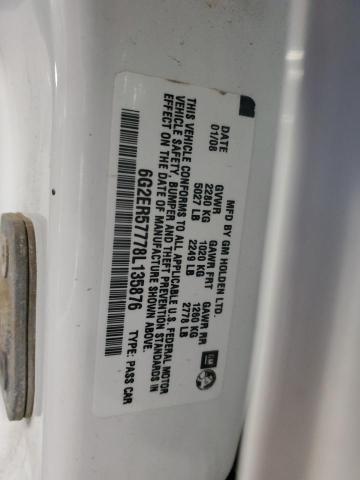 MFD BY GM HOLDEN LTD.
DATE GVWR GAWR FRT GAWR RR
01/08 2280 KG 1020 KG 1260 KG
5027 LB 2249 LB 2778 LB
GM
THIS VEHICLE CONFORMS TO ALL APPLICABLE U.S. FEDERAL MOTOR
VEHICLE SAFETY, BUMPER AND THEFT PREVENTION STANDARDS IN
EFFECT ON THE DATE OF MANUFACTURE SHOWN ABOVE.
6G2ER57778L135876 TYPE: PASS CAR